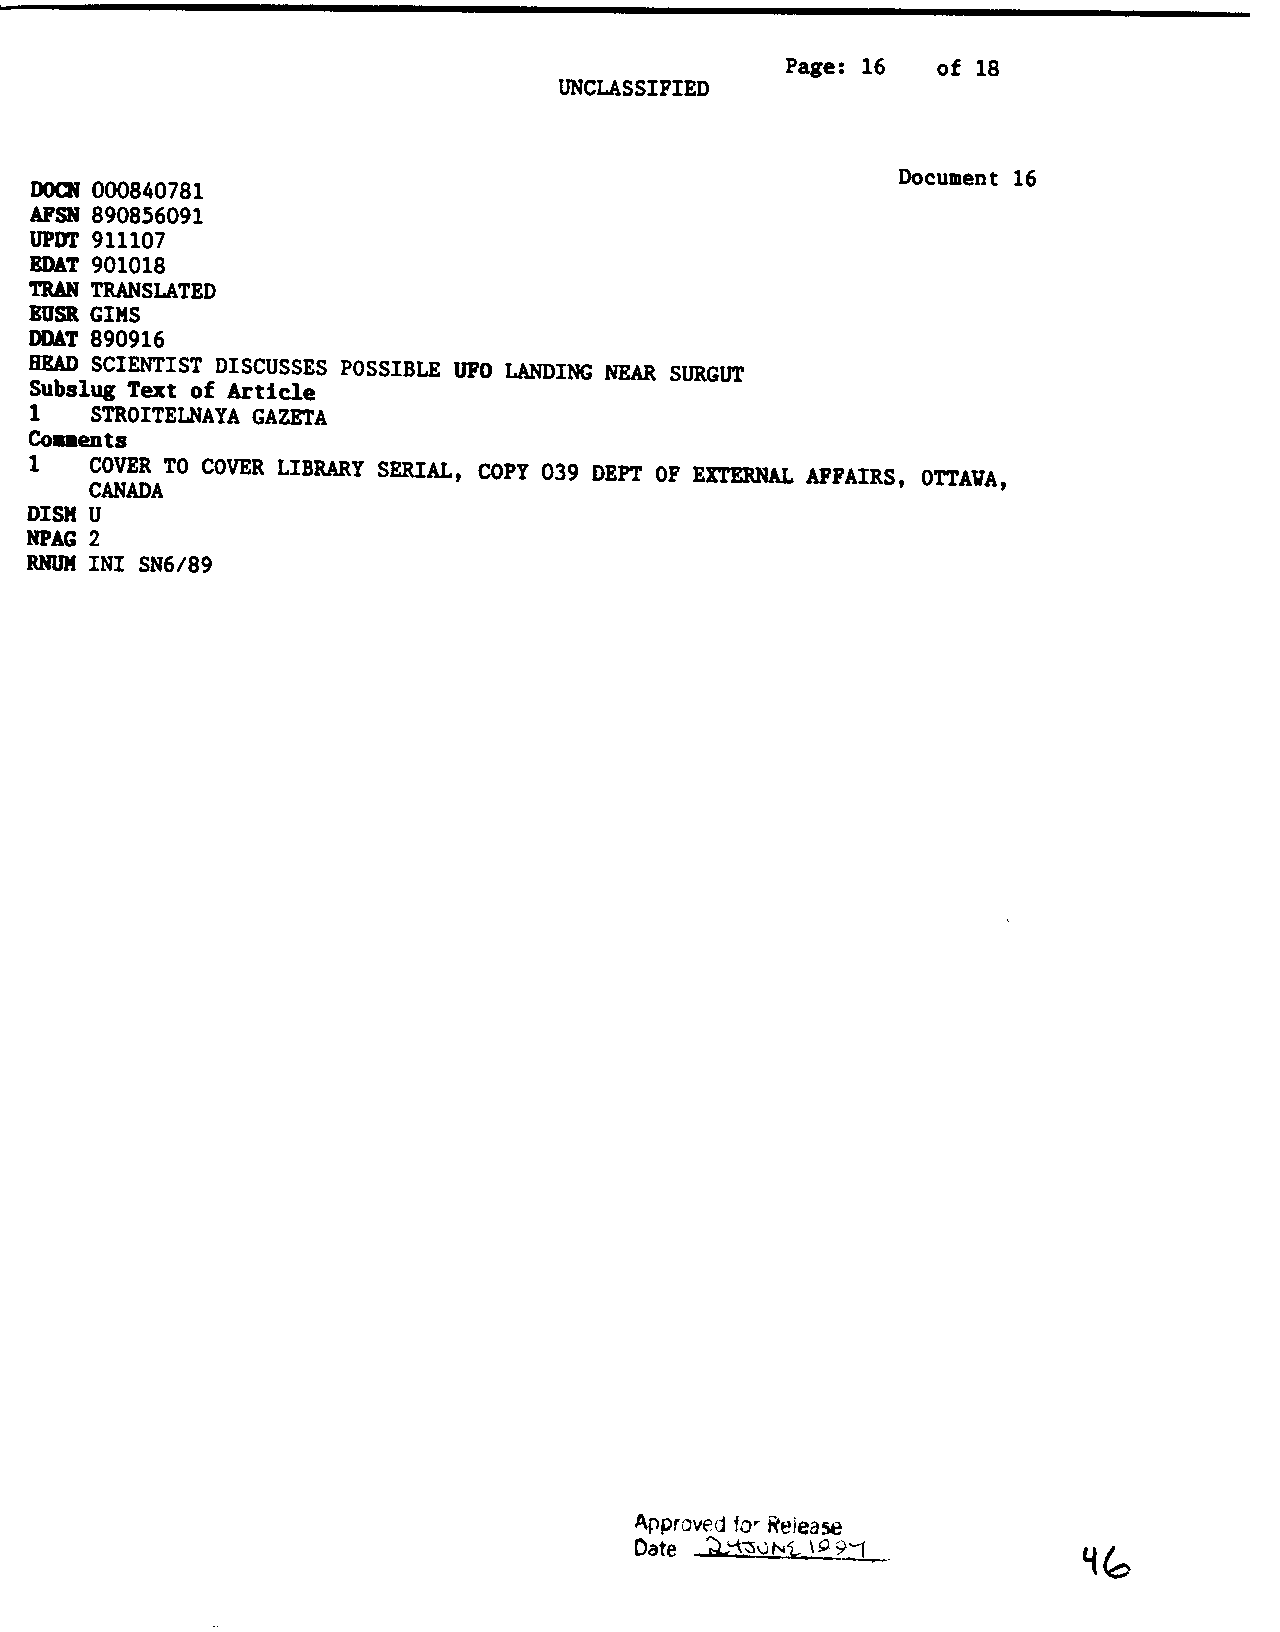 Page: 16 of 18
UNCLASSIFIED
Document 16
DOCN 000840781
AFSN 890856091
UPDT 911107
EDAT 901018
TRAN TRANSLATED
EUSR GIMS
DDAT 890916
HEAD SCIENTIST DISCUSSES POSSIBLE UFO LANDING NEAR SURGUT
Subslug Text of Article
1 STROITELNAYA GAZETA
Comments
1 COVER TO COVER LIBRARY SERIAL, COPY 039 DEPT OF EXTERNAL AFFAIRS, OTTAWA,
CANADA
DISM U
NPAG 2
RNUM INI SN6/89
Approved for Release
Date 24 JUNE 1994
46